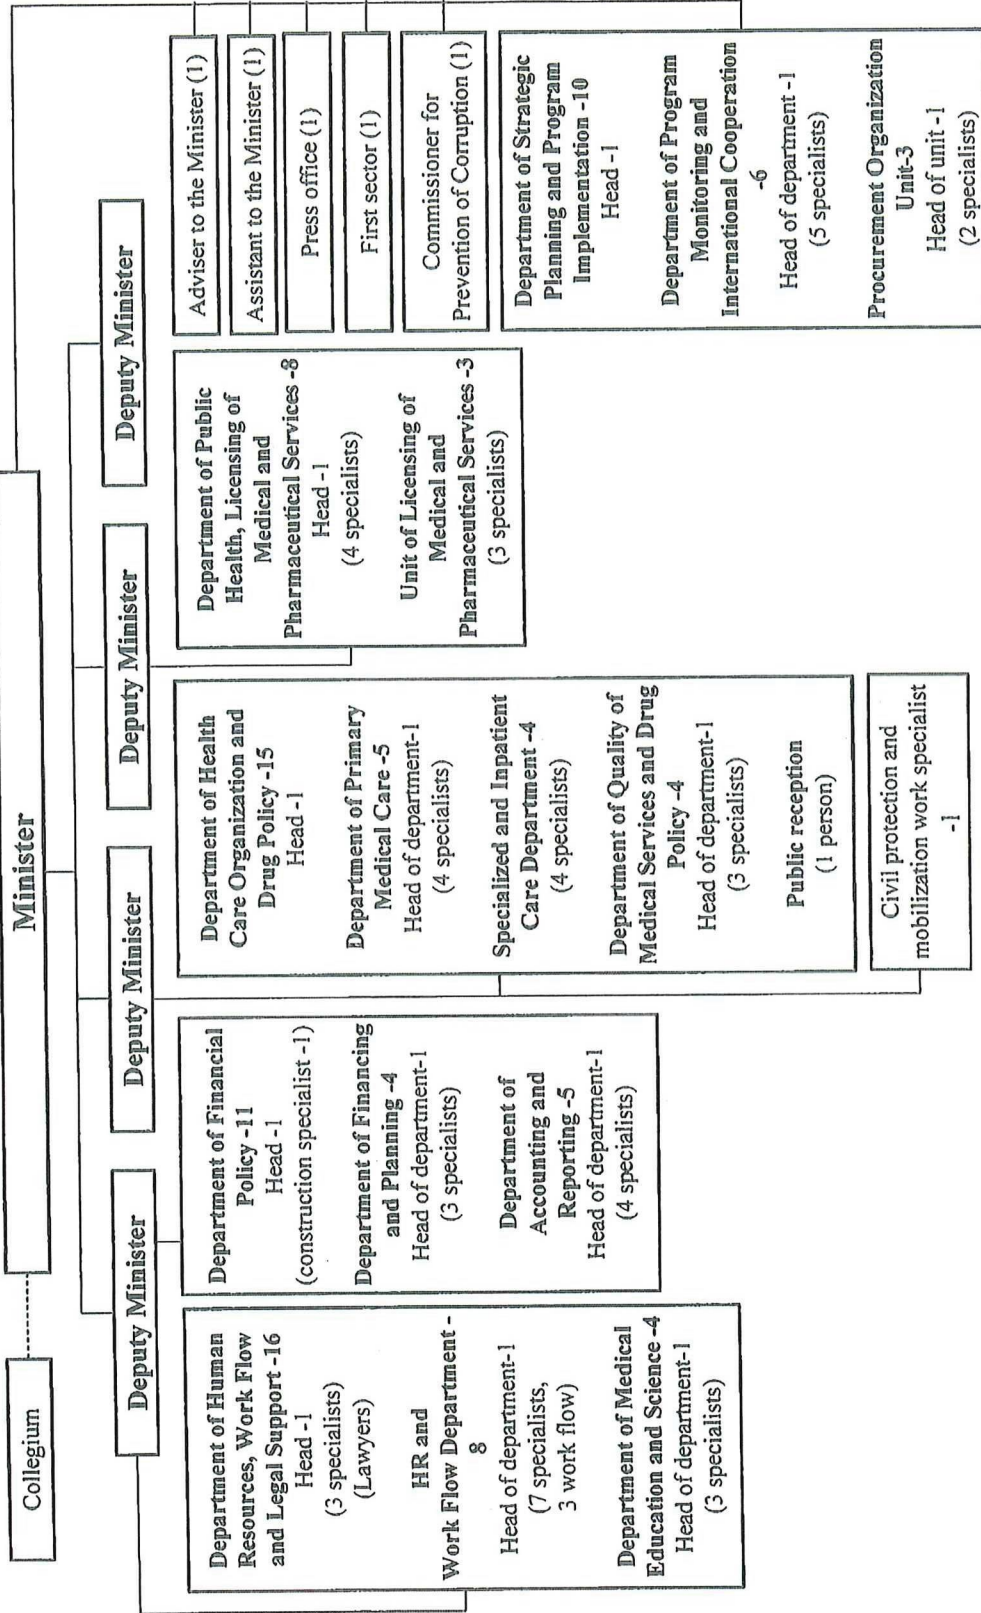 Minister
Collegium
Deputy Minister
Deputy Minister
Deputy Minister
Deputy Minister
Department of Human
Resources, Work Flow
and Legal Support -16
Head -1
(3 specialists)
(Lawyers)
HR and
Work Flow Department -
8
Head of department-1
(7 specialists,
3 work flow)
Department of Medical
Education and Science -4
Head of department-1
(3 specialists)
Department of Financial
Policy -11
Head -1
(construction specialist -1)
Department of Financing
and Planning -4
Head of department-1
(3 specialists)
Department of
Accounting and
Reporting -5
Head of department-1
(4 specialists)
Department of Health
Care Organization and
Drug Policy -15
Head -1
Department of Primary
Medical Care -5
Head of department-1
(4 specialists)
Specialized and Inpatient
Care Department -4
(4 specialists)
Department of Quality of
Medical Services and Drug
Policy -4
Head of department-1
(3 specialists)
Public reception
(1 person)
Civil protection and
mobilization work specialist
-1
Department of Public
Health, Licensing of
Medical and
Pharmaceutical Services -8
Head -1
(4 specialists)
Unit of Licensing of
Medical and
Pharmaceutical Services -3
(3 specialists)
Adviser to the Minister (1)
Assistant to the Minister (1)
Press office (1)
First sector (1)
Commissioner for
Prevention of Corruption (1)
Department of Strategic
Planning and Program
Implementation -10
Head -1
Department of Program
Monitoring and
International Cooperation
-6
Head of department -1
(5 specialists)
Procurement Organization
Unit-3
Head of unit -1
(2 specialists)